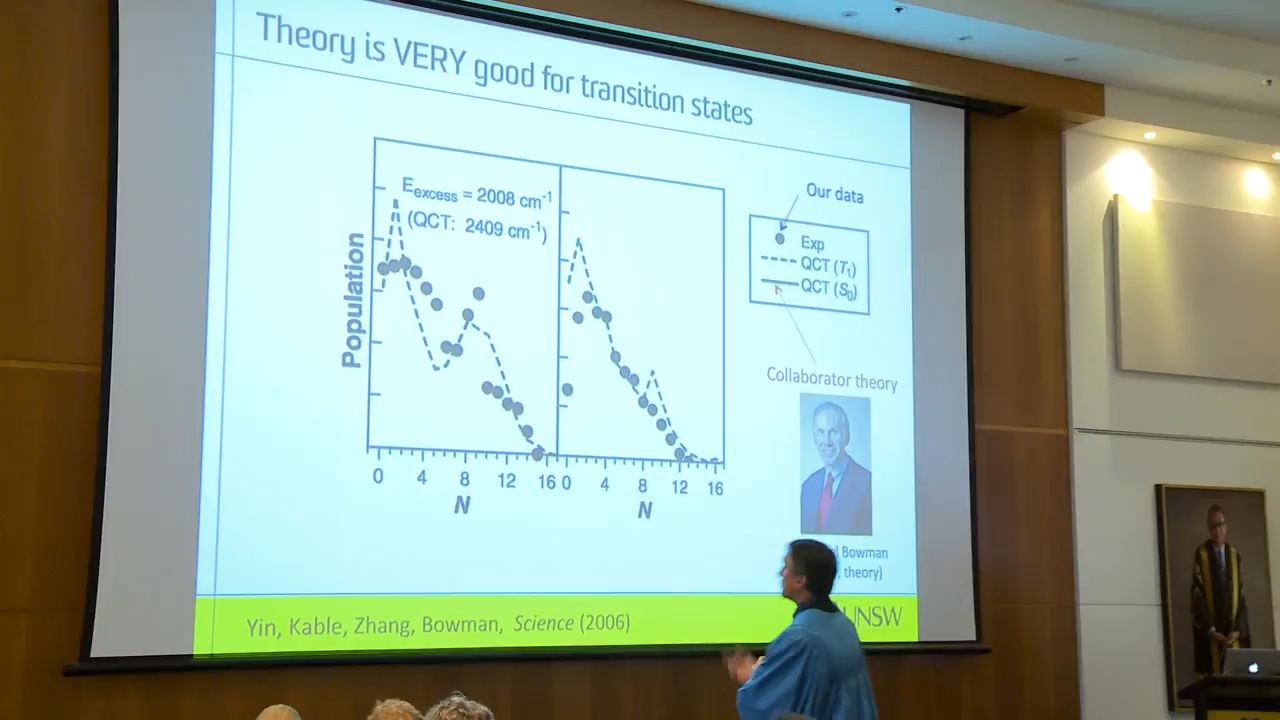 Theory is VERY good for transition states
Eexcess = 2008 cm-1
(QCT: 2409 cm-1)
Population
0 4 8 12 16 0 4 8 12 16
N N
Our data
Exp
QCT (T1)
QCT (S0)
Collaborator theory
Bowman
theory)
Yin, Kable, Zhang, Bowman, Science (2006)
UNSW